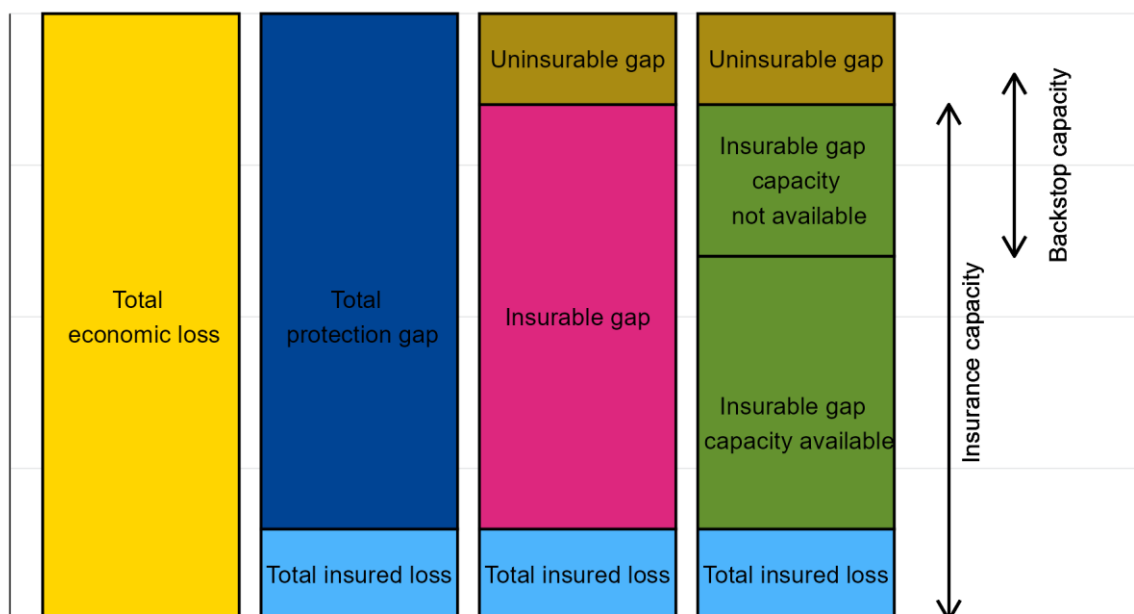 Total
economic loss
Total
protection gap
Total insured loss
Uninsurable gap
Insurable gap
Total insured loss
Uninsurable gap
Insurable gap
capacity
not available
Insurable gap
capacity available
Total insured loss
Insurance capacity
Backstop capacity